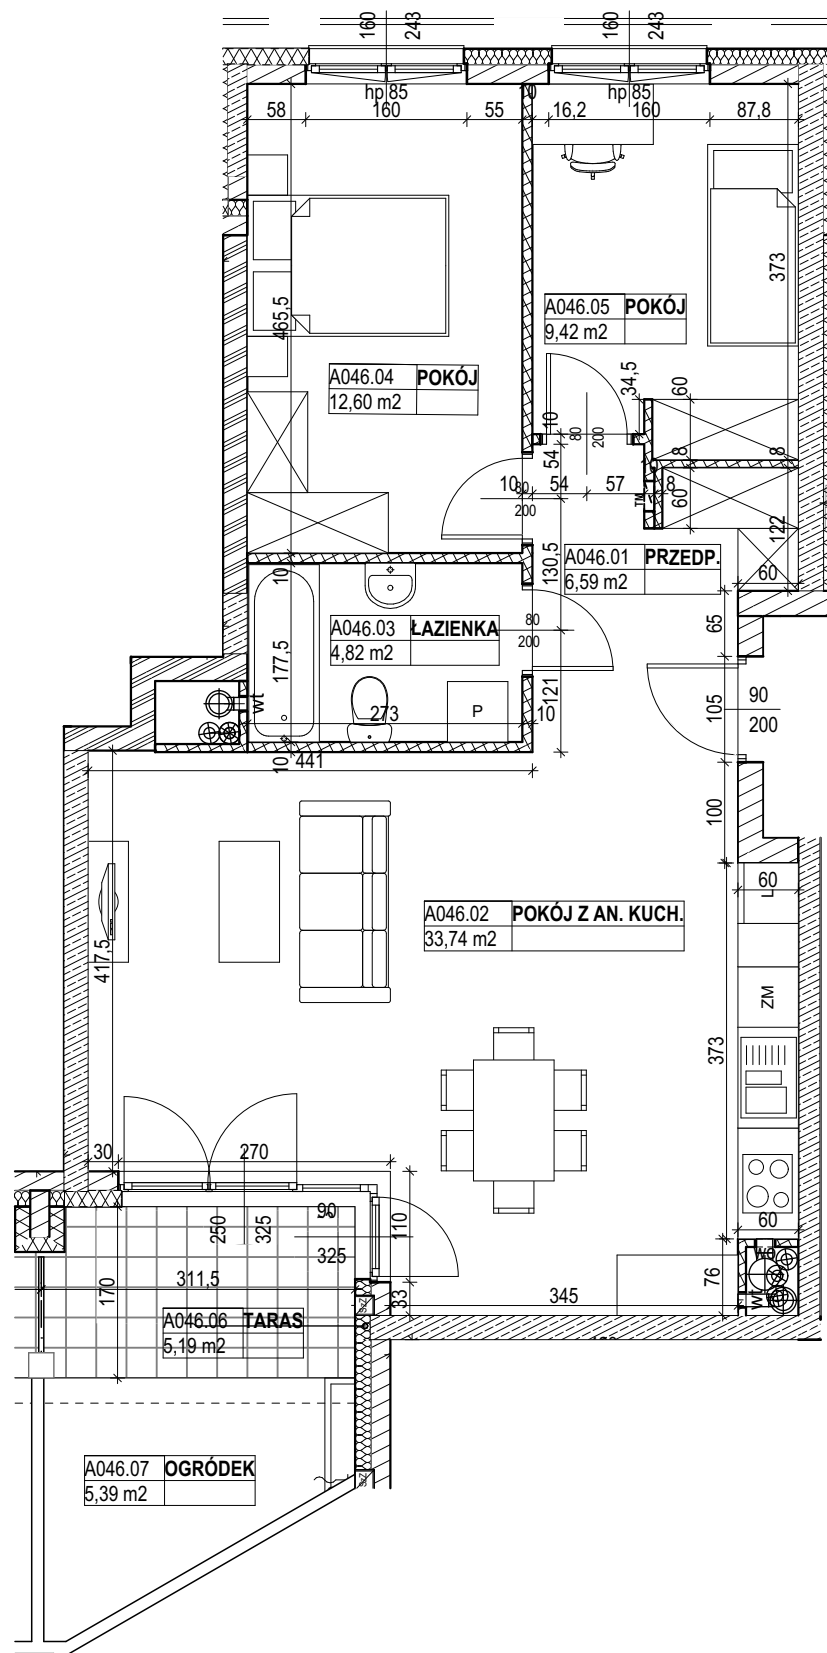 160 243 160 243
hp 85 hp 85
58 160 55 16,2 160 87,8
373
465,5
A046.05 POKÓJ
9,42 m2
A046.04 POKÓJ
12,60 m2
34,5 60
10 80 200
54 8 8
10 80 54 57 TM 8 60
200
122
130,5
A046.01 PRZEDP.
6,59 m2
10 60
A046.03 ŁAZIENKA
4,82 m2
80
200
65
177,5
wt 273 P 121 10
105 90
200
10 441
100
60
L
A046.02 POKÓJ Z AN. KUCH.
33,74 m2
417,5
ZM
373
30 270
90
250 325 325 110
60
wo
170 311,5 76
33 345 wt
A046.06 TARAS
5,19 m2
A046.07 OGRÓDEK
5,39 m2